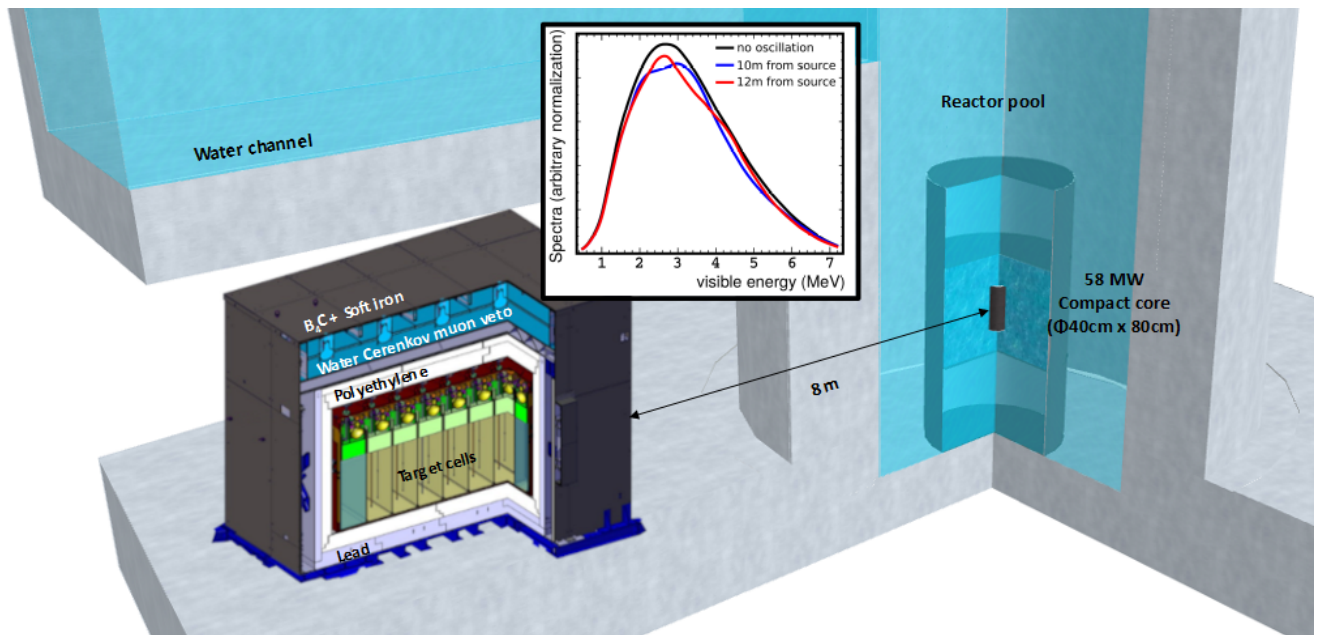 Spectra (arbitrary normalization)
no oscillation
10m from source
12m from source
1 2 3 4 5 6 7
visible energy (MeV)
Reactor pool
Water channel
58 MW
Compact core
(Φ40cm x 80cm)
B4C + Soft iron
Water Cerenkov muon veto
Polyethylene
8 m
Target cells
Lead